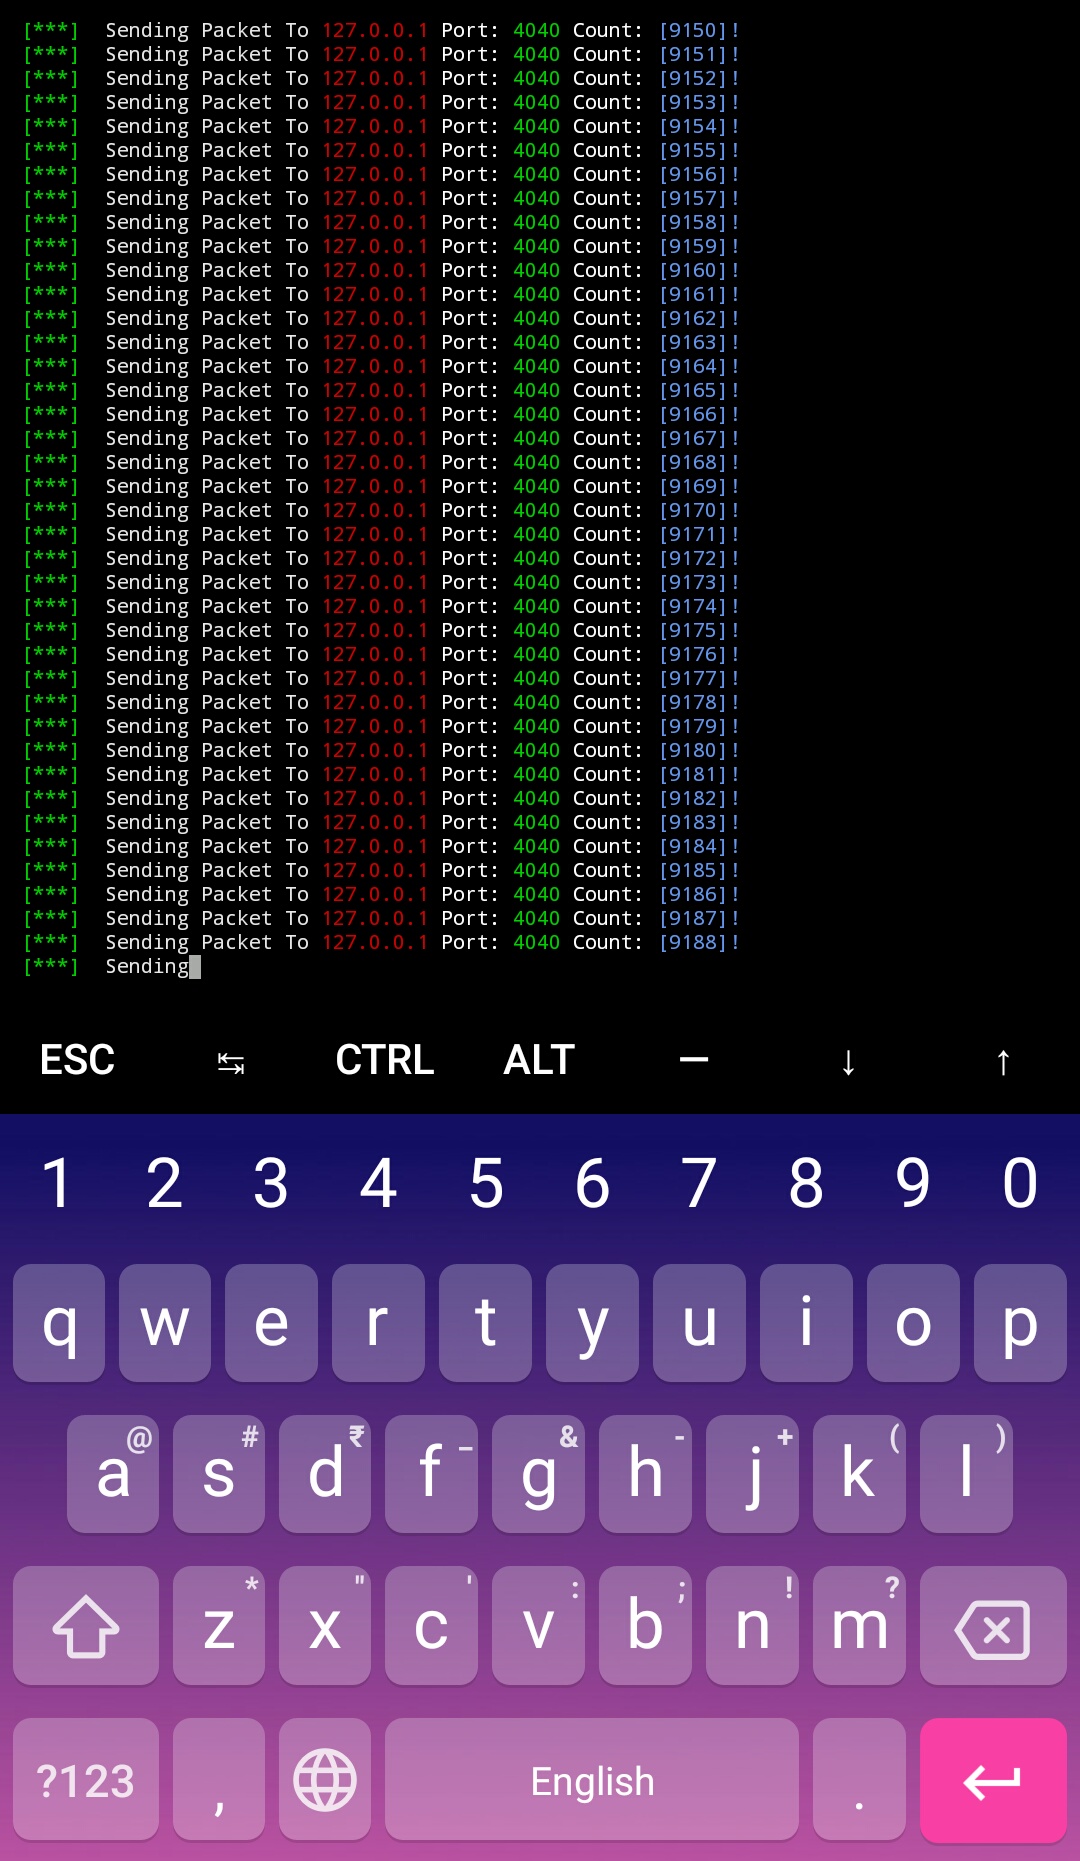 [***]  Sending Packet To 127.0.0.1 Port: 4040 Count: [9150]!
[***]  Sending Packet To 127.0.0.1 Port: 4040 Count: [9151]!
[***]  Sending Packet To 127.0.0.1 Port: 4040 Count: [9152]!
[***]  Sending Packet To 127.0.0.1 Port: 4040 Count: [9153]!
[***]  Sending Packet To 127.0.0.1 Port: 4040 Count: [9154]!
[***]  Sending Packet To 127.0.0.1 Port: 4040 Count: [9155]!
[***]  Sending Packet To 127.0.0.1 Port: 4040 Count: [9156]!
[***]  Sending Packet To 127.0.0.1 Port: 4040 Count: [9157]!
[***]  Sending Packet To 127.0.0.1 Port: 4040 Count: [9158]!
[***]  Sending Packet To 127.0.0.1 Port: 4040 Count: [9159]!
[***]  Sending Packet To 127.0.0.1 Port: 4040 Count: [9160]!
[***]  Sending Packet To 127.0.0.1 Port: 4040 Count: [9161]!
[***]  Sending Packet To 127.0.0.1 Port: 4040 Count: [9162]!
[***]  Sending Packet To 127.0.0.1 Port: 4040 Count: [9163]!
[***]  Sending Packet To 127.0.0.1 Port: 4040 Count: [9164]!
[***]  Sending Packet To 127.0.0.1 Port: 4040 Count: [9165]!
[***]  Sending Packet To 127.0.0.1 Port: 4040 Count: [9166]!
[***]  Sending Packet To 127.0.0.1 Port: 4040 Count: [9167]!
[***]  Sending Packet To 127.0.0.1 Port: 4040 Count: [9168]!
[***]  Sending Packet To 127.0.0.1 Port: 4040 Count: [9169]!
[***]  Sending Packet To 127.0.0.1 Port: 4040 Count: [9170]!
[***]  Sending Packet To 127.0.0.1 Port: 4040 Count: [9171]!
[***]  Sending Packet To 127.0.0.1 Port: 4040 Count: [9172]!
[***]  Sending Packet To 127.0.0.1 Port: 4040 Count: [9173]!
[***]  Sending Packet To 127.0.0.1 Port: 4040 Count: [9174]!
[***]  Sending Packet To 127.0.0.1 Port: 4040 Count: [9175]!
[***]  Sending Packet To 127.0.0.1 Port: 4040 Count: [9176]!
[***]  Sending Packet To 127.0.0.1 Port: 4040 Count: [9177]!
[***]  Sending Packet To 127.0.0.1 Port: 4040 Count: [9178]!
[***]  Sending Packet To 127.0.0.1 Port: 4040 Count: [9179]!
[***]  Sending Packet To 127.0.0.1 Port: 4040 Count: [9180]!
[***]  Sending Packet To 127.0.0.1 Port: 4040 Count: [9181]!
[***]  Sending Packet To 127.0.0.1 Port: 4040 Count: [9182]!
[***]  Sending Packet To 127.0.0.1 Port: 4040 Count: [9183]!
[***]  Sending Packet To 127.0.0.1 Port: 4040 Count: [9184]!
[***]  Sending Packet To 127.0.0.1 Port: 4040 Count: [9185]!
[***]  Sending Packet To 127.0.0.1 Port: 4040 Count: [9186]!
[***]  Sending Packet To 127.0.0.1 Port: 4040 Count: [9187]!
[***]  Sending Packet To 127.0.0.1 Port: 4040 Count: [9188]!
[***]  Sending
ESC ↹ CTRL ALT — ↓ ↑
1 2 3 4 5 6 7 8 9 0
q w e r t y u i o p
@ # ₹ _ & - + ( )
a s d f g h j k l
* " ' : ; ! ?
z x c v b n m
?123 , English .